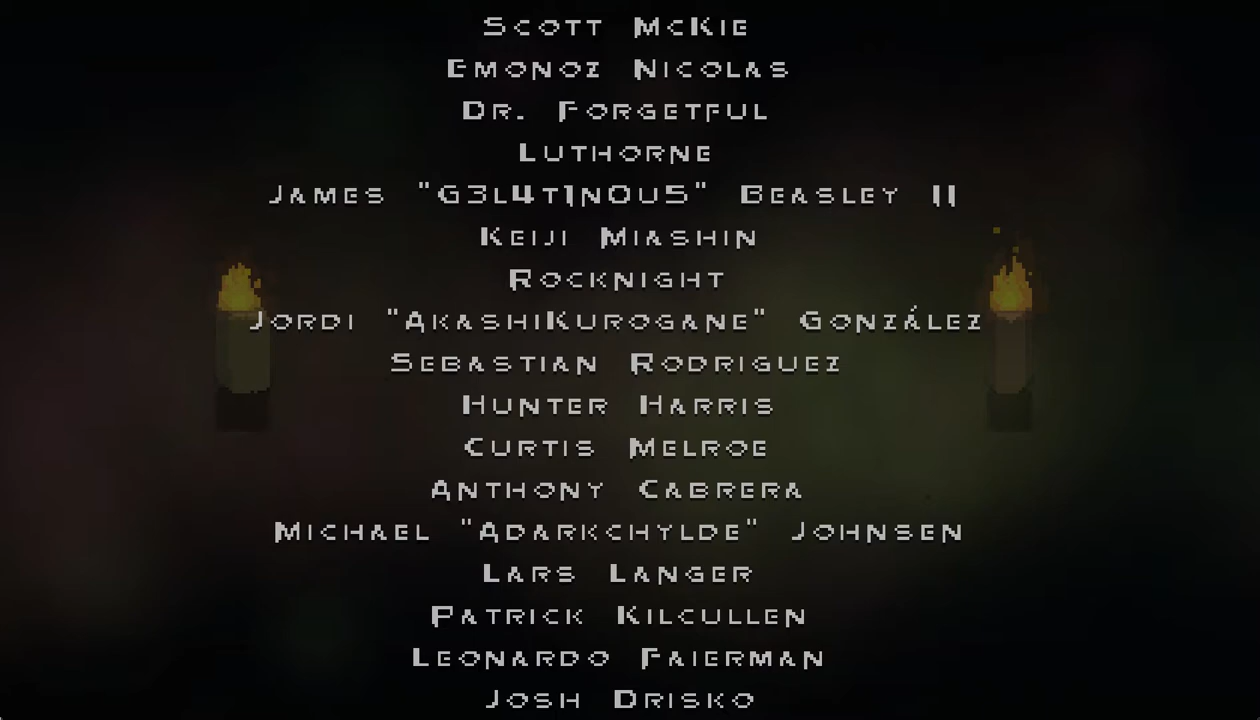 Scott McKie
Emonoz Nicolas
Dr. Forgetful
Luthorne
James "G3L4T1N0U5" Beasley II
Keiji Miashin
Rocknight
Jordi "AkashiKurogane" González
Sebastian Rodriguez
Hunter Harris
Curtis Melroe
Anthony Cabrera
Michael "Adarkchylde" Johnsen
Lars Langer
Patrick Kilcullen
Leonardo Faierman
Josh Drisko